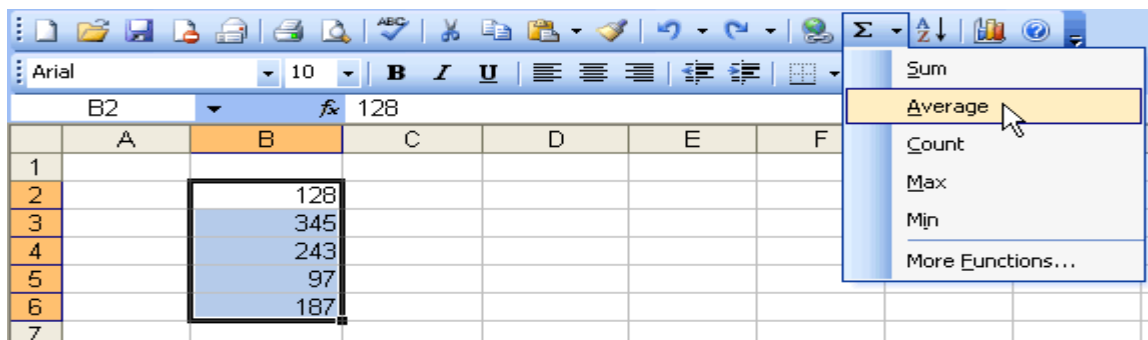 ABC Σ A Z
Arial 10 B I U
B2 fx 128
A B C D E F
1
2 128
3 345
4 243
5 97
6 187
7
Sum
Average
Count
Max
Min
More Functions...